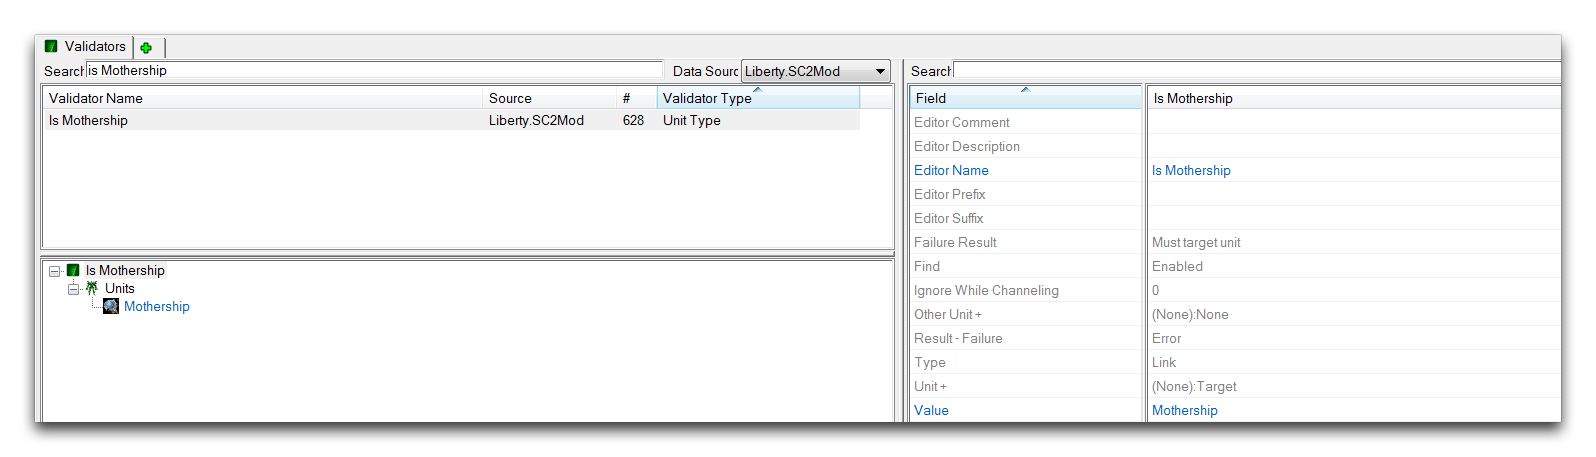 Validators
Search is Mothership Data Sourc Liberty.SC2Mod
Validator Name Source # Validator Type
Is Mothership Liberty.SC2Mod 628 Unit Type
Is Mothership
Units
Mothership
Search
Field Is Mothership
Editor Comment
Editor Description
Editor Name Is Mothership
Editor Prefix
Editor Suffix
Failure Result Must target unit
Find Enabled
Ignore While Channeling 0
Other Unit + (None):None
Result - Failure Error
Type Link
Unit + (None):Target
Value Mothership